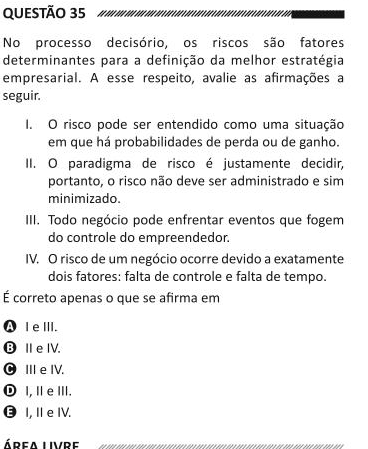 QUESTÃO 35
No processo decisório, os riscos são fatores
determinantes para a definição da melhor estratégia
empresarial. A esse respeito, avalie as afirmações a
seguir.
I. O risco pode ser entendido como uma situação
em que há probabilidades de perda ou de ganho.
II. O paradigma de risco é justamente decidir,
portanto, o risco não deve ser administrado e sim
minimizado.
III. Todo negócio pode enfrentar eventos que fogem
do controle do empreendedor.
IV. O risco de um negócio ocorre devido a exatamente
dois fatores: falta de controle e falta de tempo.
É correto apenas o que se afirma em
A I e III.
B II e IV.
C III e IV.
D I, II e III.
E I, II e IV.
ÁREA LIVRE